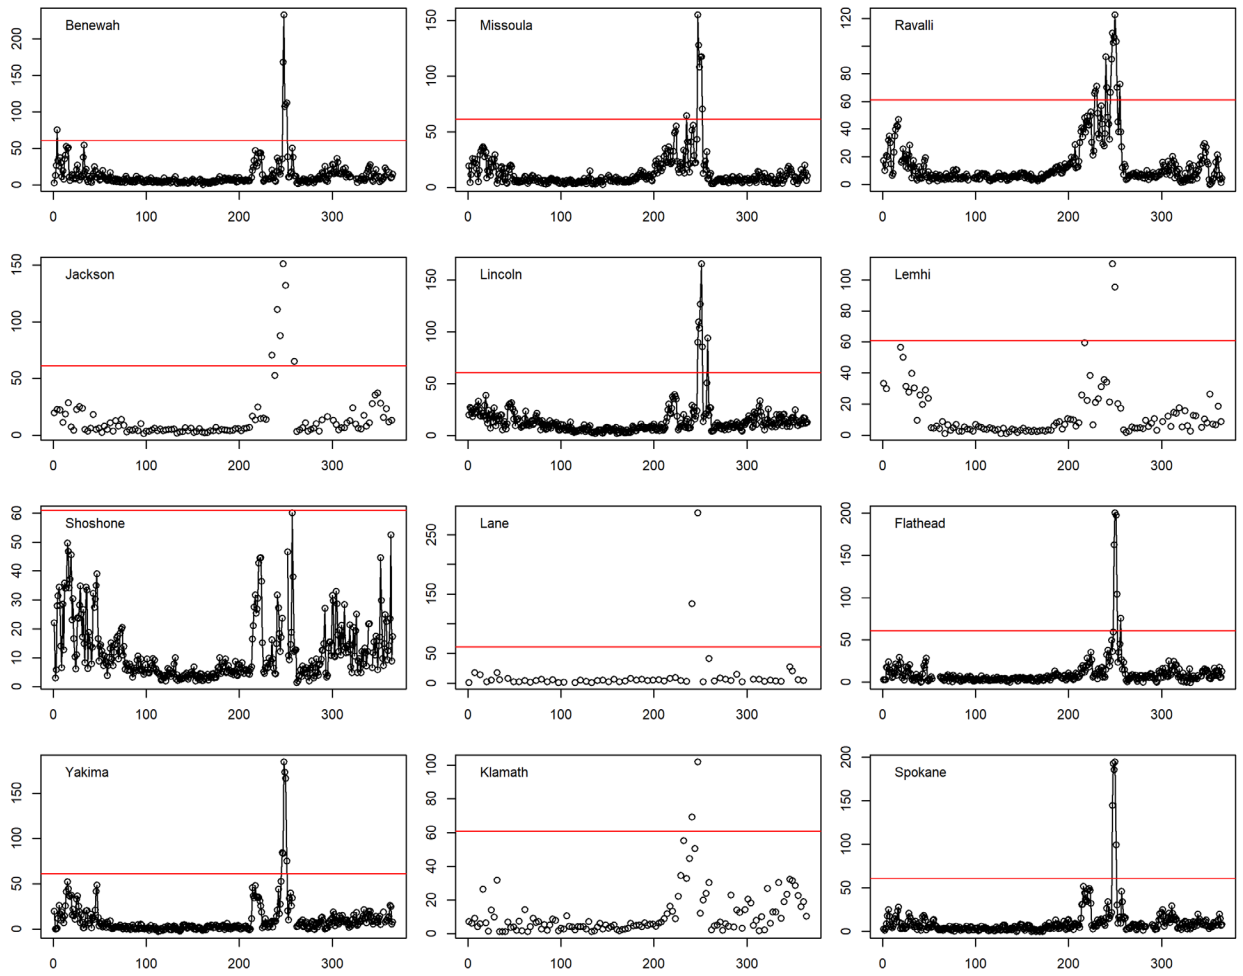 Benewah
0 50 100 150 200
0 100 200 300
Missoula
0 50 100 150
0 100 200 300
Ravalli
0 20 40 60 80 120
0 100 200 300
Jackson
0 50 100 150
0 100 200 300
Lincoln
0 50 100 150
0 100 200 300
Lemhi
0 20 40 60 80 100
0 100 200 300
Shoshone
0 10 20 30 40 50 60
0 100 200 300
Lane
0 50 150 250
0 100 200 300
Flathead
0 50 100 150 200
0 100 200 300
Yakima
0 50 100 150
0 100 200 300
Klamath
0 20 40 60 80 100
0 100 200 300
Spokane
0 50 100 150 200
0 100 200 300